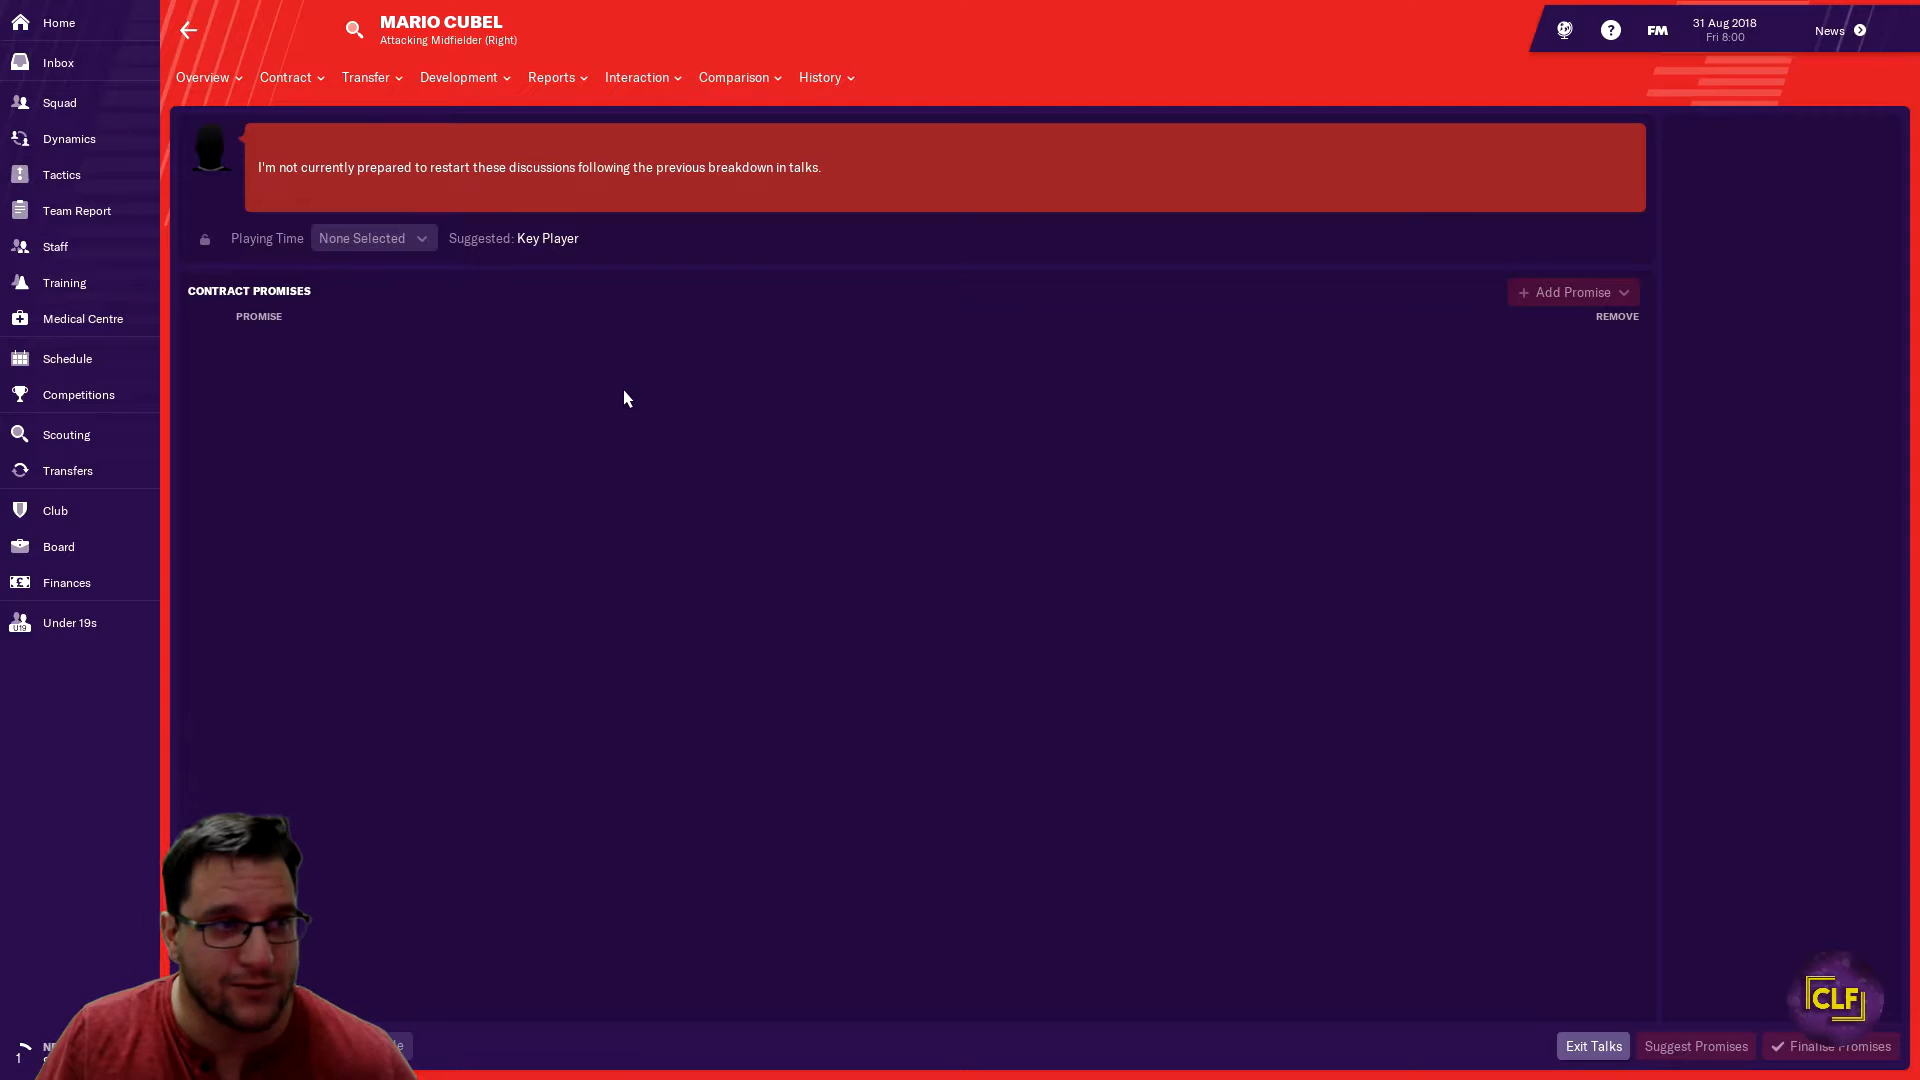 Home
Inbox
Squad
Dynamics
Tactics
Team Report
Staff
Training
Medical Centre
Schedule
Competitions
Scouting
Transfers
Club
Board
Finances
U19
Under 19s
1
MARIO CUBEL
Attacking Midfielder (Right)
FM
31 Aug 2018
Fri 8:00
News
Overview
Contract
Transfer
Development
Reports
Interaction
Comparison
History
I'm not currently prepared to restart these discussions following the previous breakdown in talks.
Playing Time
None Selected
Suggested: Key Player
CONTRACT PROMISES
Add Promise
PROMISE
REMOVE
CLF
Exit Talks
Suggest Promises
Finalise Promises